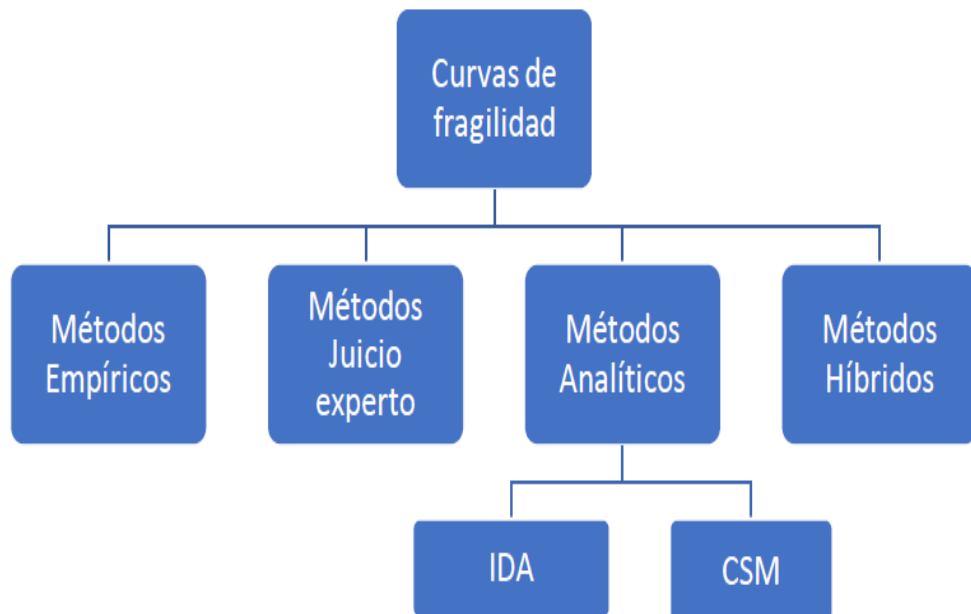 Curvas de
fragilidad
Métodos
Empíricos
Métodos
Juicio
experto
Métodos
Analíticos
Métodos
Híbridos
IDA
CSM